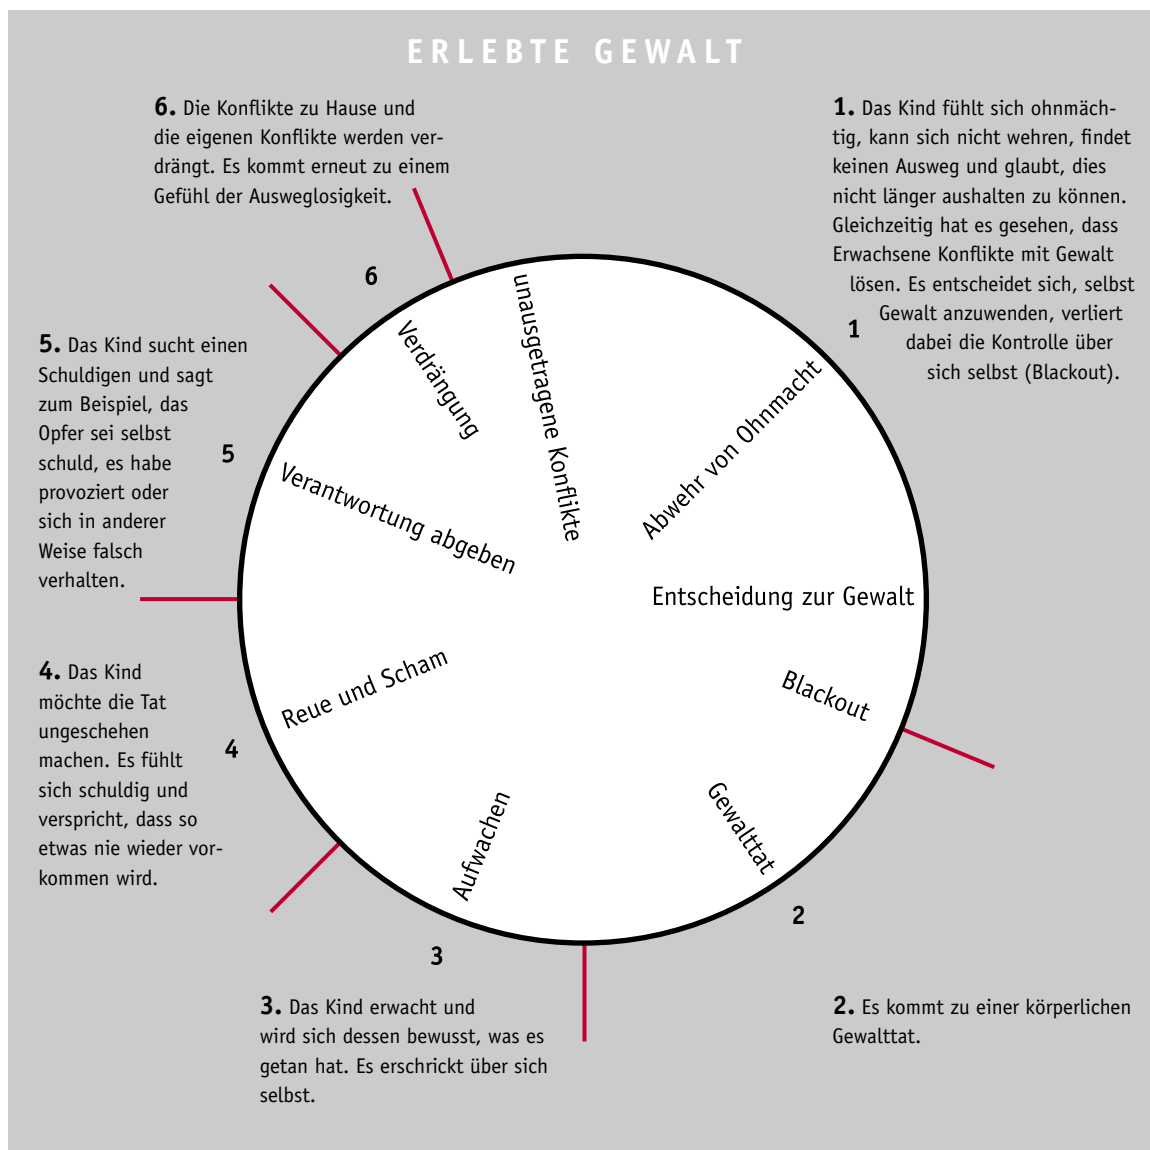 ERLEBTE GEWALT
1. Das Kind fühlt sich ohnmäch-
tig, kann sich nicht wehren, findet
keinen Ausweg und glaubt, dies
nicht länger aushalten zu können.
Gleichzeitig hat es gesehen, dass
Erwachsene Konflikte mit Gewalt
lösen. Es entscheidet sich, selbst
Gewalt anzuwenden, verliert
dabei die Kontrolle über
sich selbst (Blackout).
2. Es kommt zu einer körperlichen
Gewalttat.
3. Das Kind erwacht und
wird sich dessen bewusst, was es
getan hat. Es erschrickt über sich
selbst.
4. Das Kind
möchte die Tat
ungeschehen
machen. Es fühlt
sich schuldig und
verspricht, dass so
etwas nie wieder vor-
kommen wird.
5. Das Kind sucht einen
Schuldigen und sagt
zum Beispiel, das
Opfer sei selbst
schuld, es habe
provoziert oder
sich in anderer
Weise falsch
verhalten.
6. Die Konflikte zu Hause und
die eigenen Konflikte werden ver-
drängt. Es kommt erneut zu einem
Gefühl der Ausweglosigkeit.
1
Abwehr von Ohnmacht
Entscheidung zur Gewalt
Blackout
2
Gewalttat
3
Aufwachen
4
Reue und Scham
5
Verantwortung abgeben
6
Verdrängung
unausgetragene Konflikte